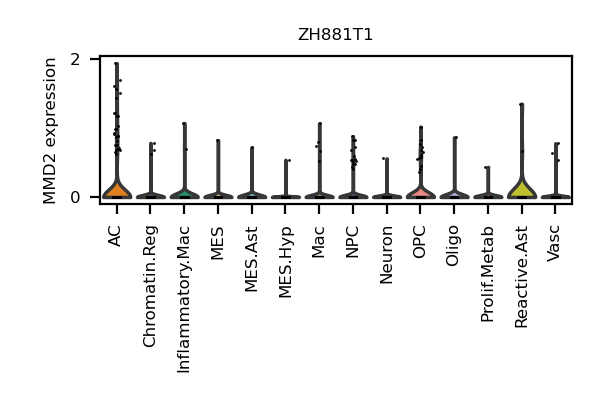 ZH881T1
MMD2 expression
2
0
AC
Chromatin.Reg
Inflammatory.Mac
MES
MES.Ast
MES.Hyp
Mac
NPC
Neuron
OPC
Oligo
Prolif.Metab
Reactive.Ast
Vasc